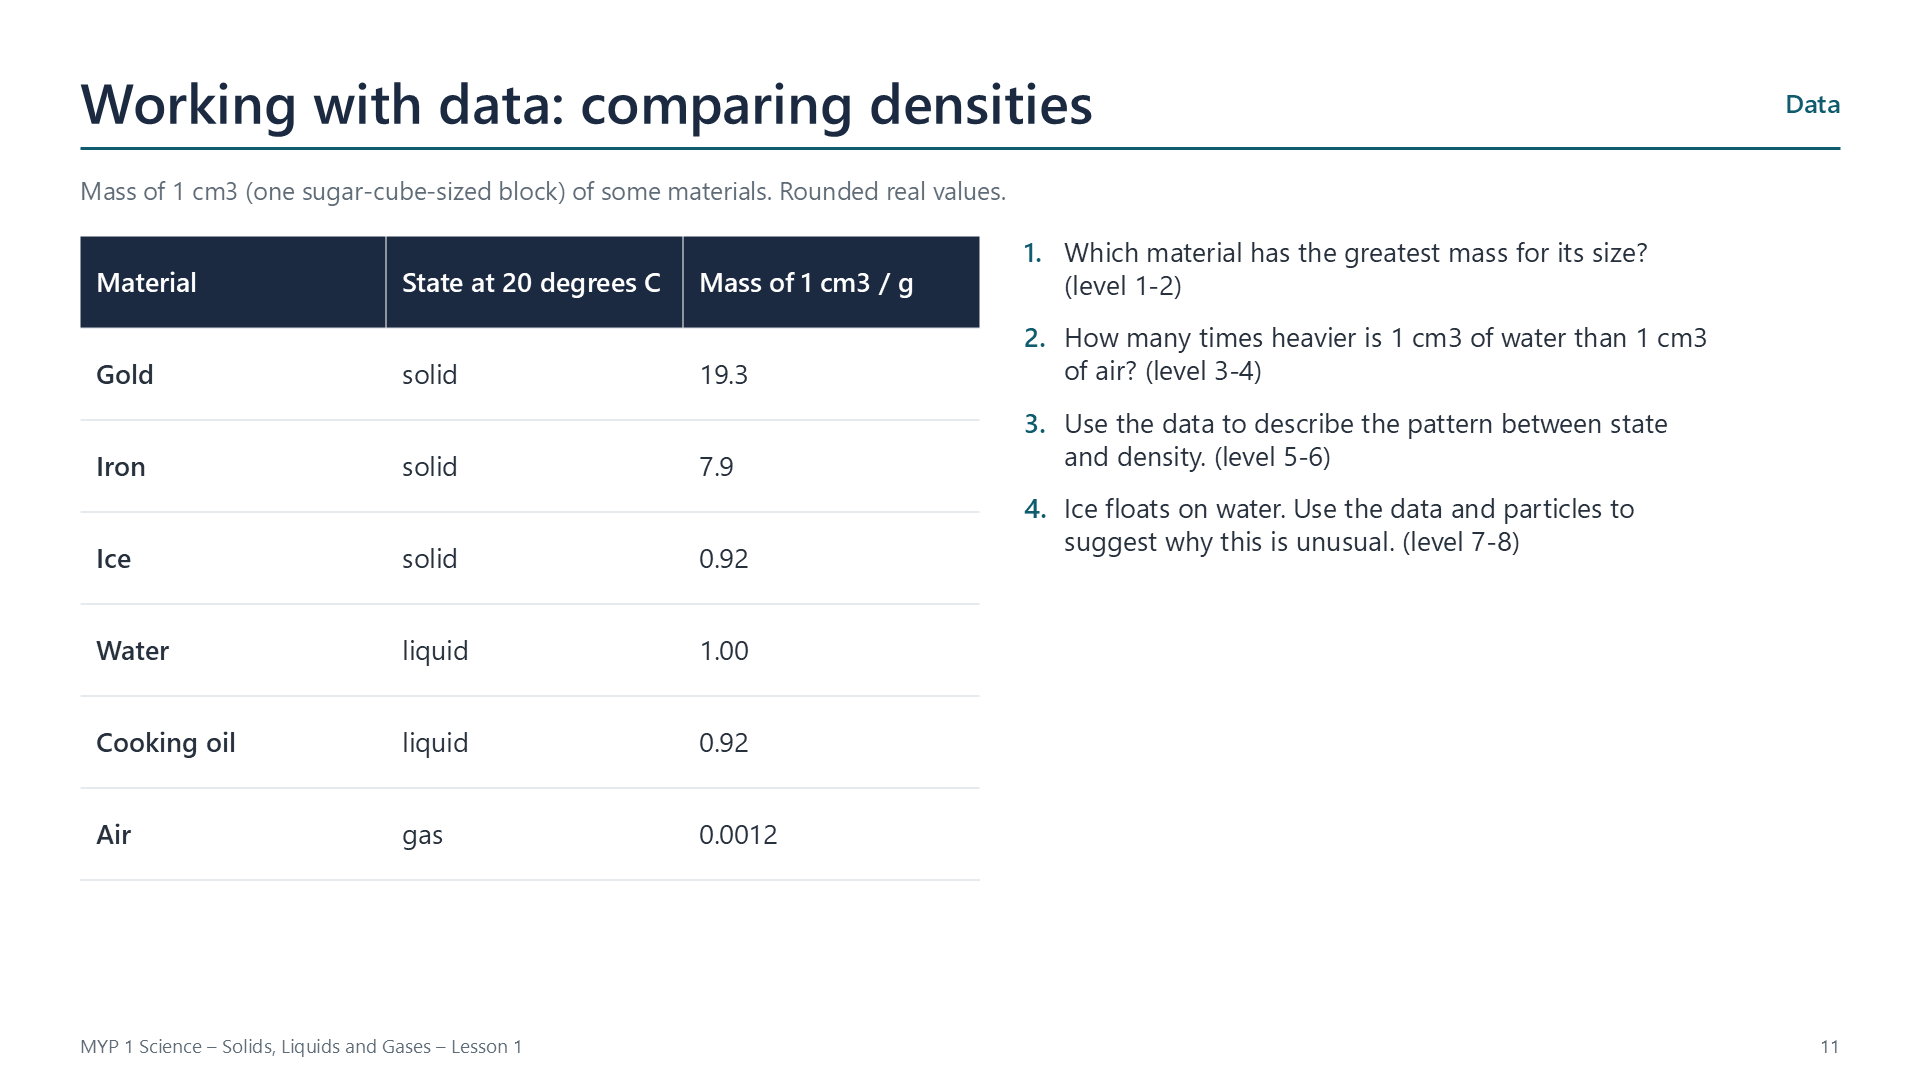 Working with data: comparing densities
Data
Mass of 1 cm3 (one sugar-cube-sized block) of some materials. Rounded real values.
Material State at 20 degrees C Mass of 1 cm3 / g
Gold solid 19.3
Iron solid 7.9
Ice solid 0.92
Water liquid 1.00
Cooking oil liquid 0.92
Air gas 0.0012
1. Which material has the greatest mass for its size?
(level 1-2)
2. How many times heavier is 1 cm3 of water than 1 cm3
of air? (level 3-4)
3. Use the data to describe the pattern between state
and density. (level 5-6)
4. Ice floats on water. Use the data and particles to
suggest why this is unusual. (level 7-8)
MYP 1 Science – Solids, Liquids and Gases – Lesson 1
11